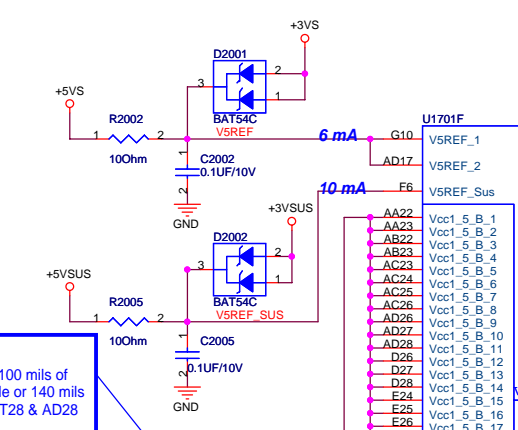 +3VS
D2001
3
2
1
BAT54C
V5REF
+5VS
R2002
1
2
10Ohm
1
C2002
0.1UF/10V
2
GND
6 mA
10 mA
U1701F
G10 V5REF_1
AD17 V5REF_2
F6 V5REF_Sus
AA22 Vcc1_5_B_1
AA23 Vcc1_5_B_2
AB22 Vcc1_5_B_3
AB23 Vcc1_5_B_4
AC23 Vcc1_5_B_5
AC24 Vcc1_5_B_6
AC25 Vcc1_5_B_7
AC26 Vcc1_5_B_8
AD26 Vcc1_5_B_9
AD27 Vcc1_5_B_10
AD28 Vcc1_5_B_11
D26 Vcc1_5_B_12
D27 Vcc1_5_B_13
D28 Vcc1_5_B_14
E24 Vcc1_5_B_15
E25 Vcc1_5_B_16
E26 Vcc1_5_B_17
+3VSUS
D2002
3
2
1
BAT54C
V5REF_SUS
+5VSUS
R2005
1
2
10Ohm
1
C2005
0.1UF/10V
2
GND
100 mils of
le or 140 mils
T28 & AD28